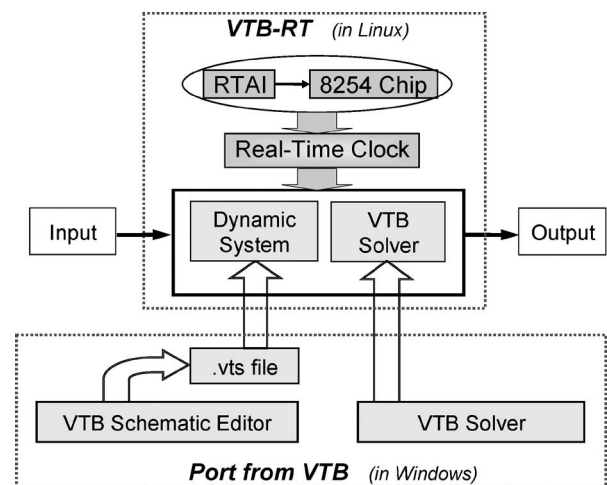 VTB-RT (in Linux)
RTAI
8254 Chip
Real-Time Clock
Input
Dynamic
System
VTB
Solver
Output
.vts file
VTB Schematic Editor
VTB Solver
Port from VTB (in Windows)